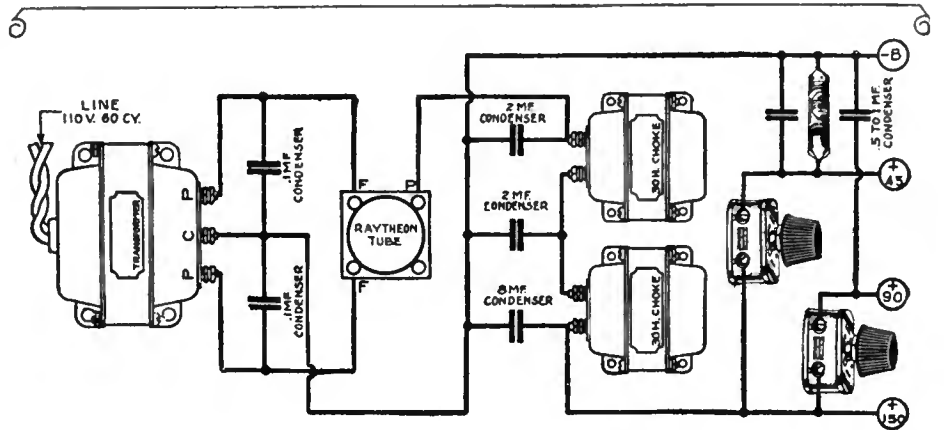 LINE
110 V. 60 CY.
TRANSFORMER
P
C
P
.1 MF.
CONDENSER
.1 MF.
CONDENSER
F
P
RAYTHEON
TUBE
F
2 MF.
CONDENSER
2 MF.
CONDENSER
8 MF.
CONDENSER
30 H. CHOKE
30 H. CHOKE
.5 TO 1 MF.
CONDENSER
-B
+
45
+
90
+
150